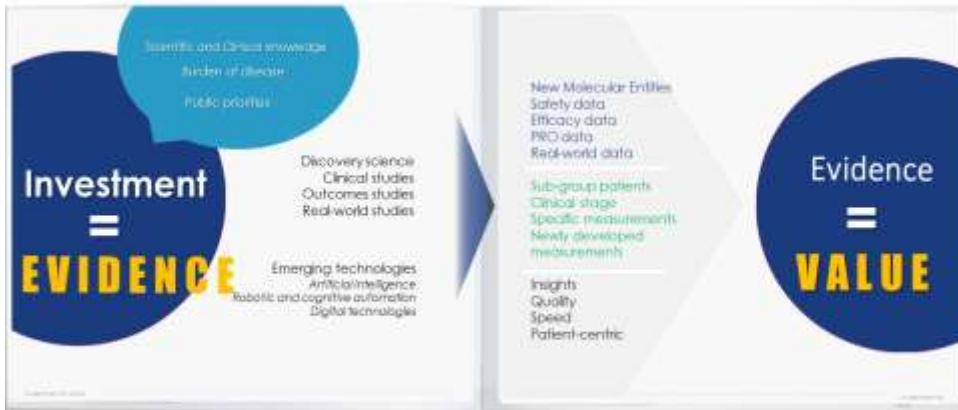 Scientific and Clinical knowledge
Burden of disease
Public priorities
Investment
=
EVIDENCE
Discovery science
Clinical studies
Outcomes studies
Real-world studies
Emerging technologies
Artificial intelligence
Robotic and cognitive automation
Digital technologies
New Molecular Entities
Safety data
Efficacy data
PRO data
Real-world data
Sub-group patients
Clinical stage
Specific measurements
Newly developed
measurements
Insights
Quality
Speed
Patient-centric
Evidence
=
VALUE